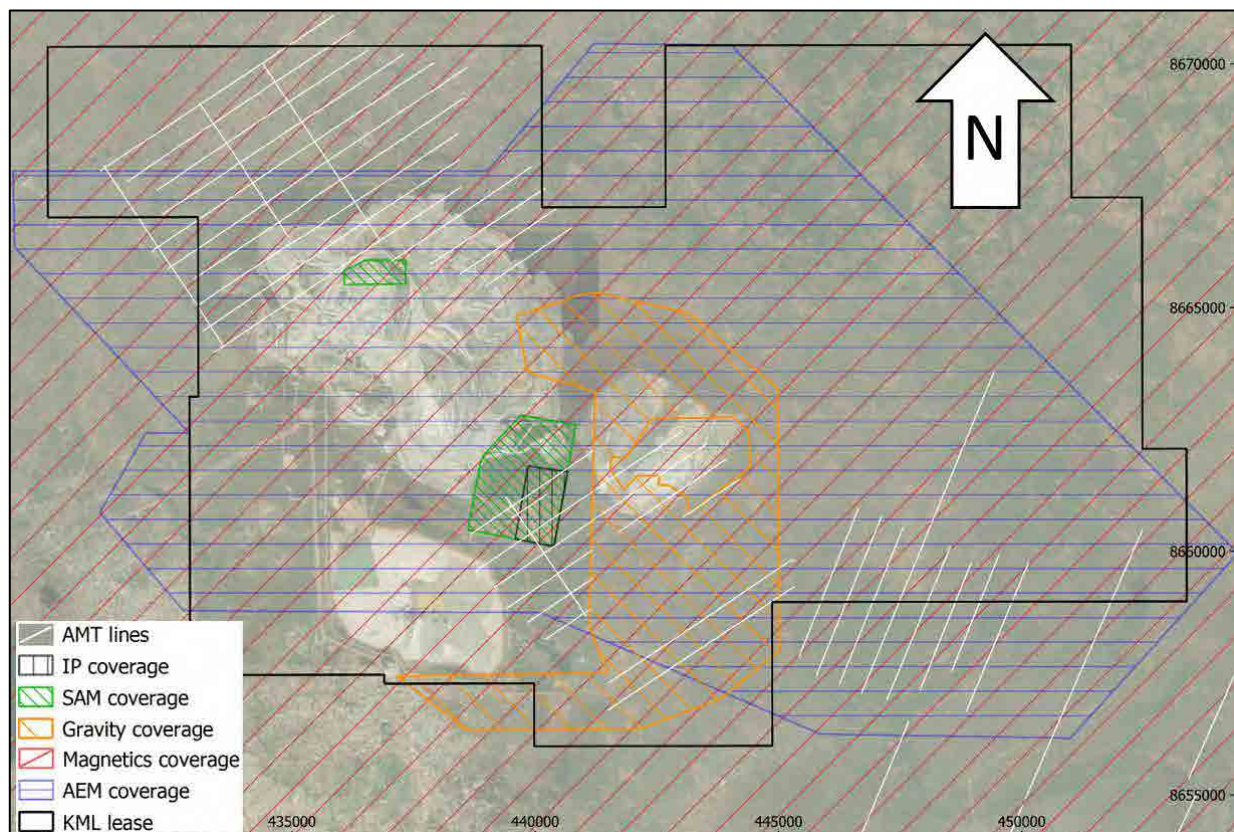 8670000
N
8665000
8660000
AMT lines
IP coverage
SAM coverage
Gravity coverage
Magnetics coverage
AEM coverage
KML lease
8655000
435000
440000
445000
450000